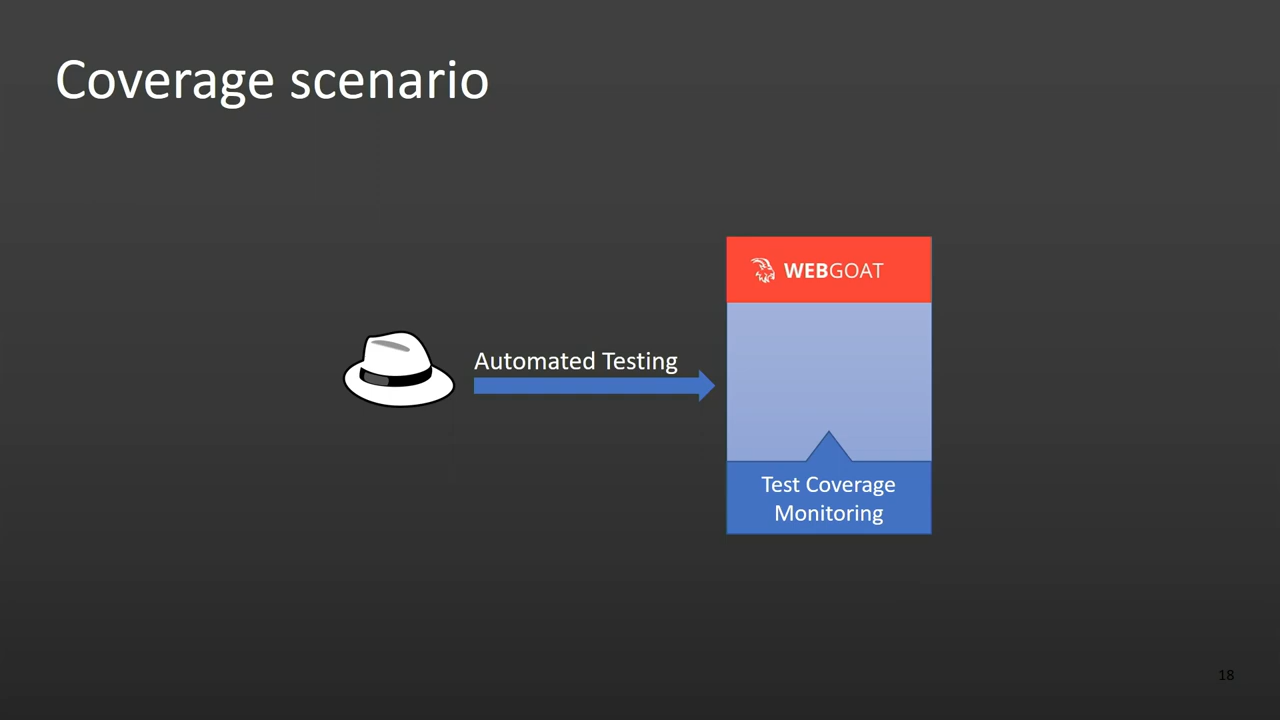 Coverage scenario
WEBGOAT
Automated Testing
Test Coverage
Monitoring
18